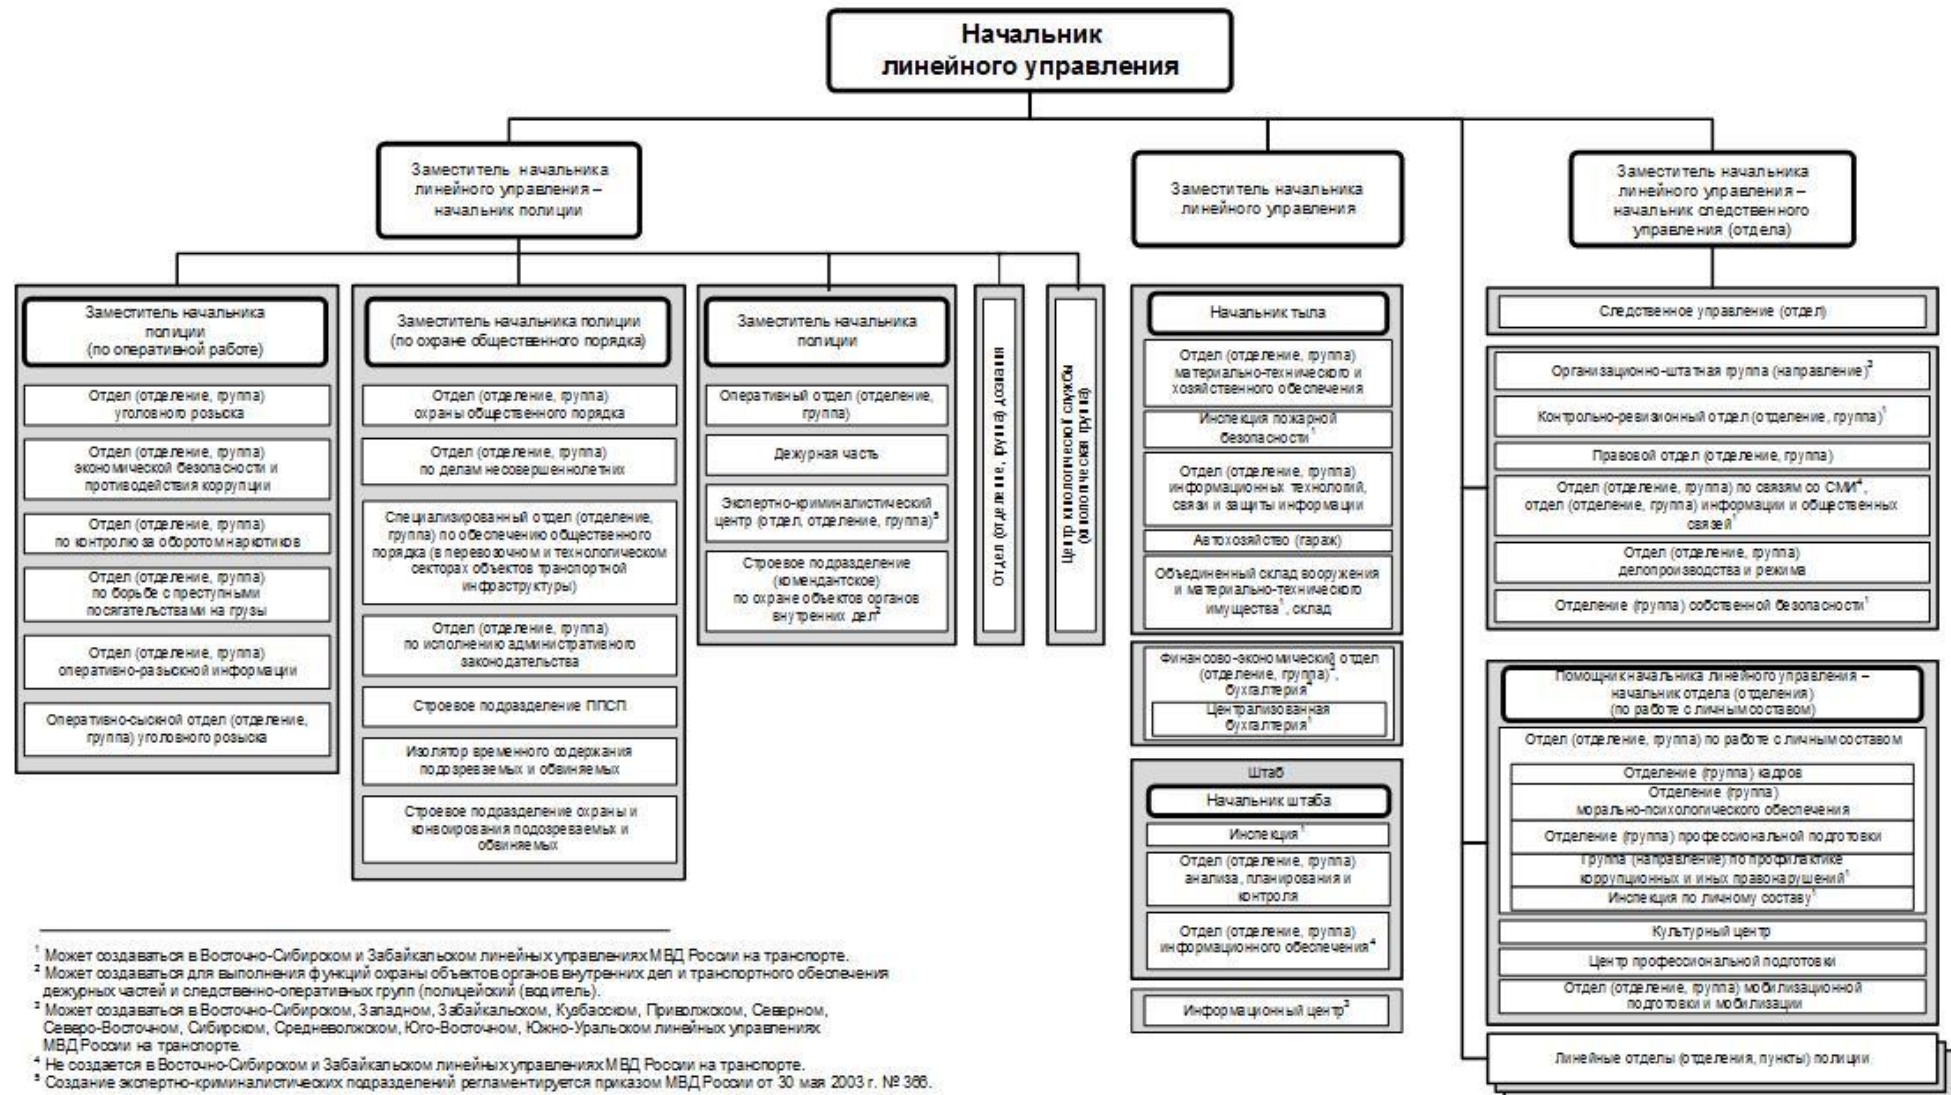 Начальник
линейного управления
Заместитель начальника
линейного управления –
начальник полиции
Заместитель начальника
линейного управления
Заместитель начальника
линейного управления –
начальник следственного
управления (отдела)
Заместитель начальника
полиции
(по оперативной работе)
Отдел (отделение, группа)
уголовного розыска
Отдел (отделение, группа)
экономической безопасности и
противодействия коррупции
Отдел (отделение, группа)
по контролю за оборотом наркотиков
Отдел (отделение, группа)
по борьбе с преступными
посягательствами на грузы
Отдел (отделение, группа)
оперативно-разыскной информации
Оперативно-сыскной отдел (отделение,
группа) уголовного розыска
Заместитель начальника полиции
(по охране общественного порядка)
Отдел (отделение, группа)
охраны общественного порядка
Отдел (отделение, группа)
по делам несовершеннолетних
Специализированный отдел (отделение,
группа) по обеспечению общественного
порядка (в перевозочном и технологическом
секторах объектов транспортной
инфраструктуры)
Отдел (отделение, группа)
по исполнению административного
законодательства
Строевое подразделение ППСП
Изолятор временного содержания
подозреваемых и обвиняемых
Строевое подразделение охраны и
конвоирования подозреваемых и
обвиняемых
Заместитель начальника
полиции
Оперативный отдел (отделение,
группа)
Дежурная часть
Экспертно-криминалистический
центр (отдел, отделение, группа)⁵
Строевое подразделение
(комендантское)
по охране объектов органов
внутренних дел²
Отдел (отделение, группа) дознания
Центр кинологической службы
(кинологическая группа)
Начальник тыла
Отдел (отделение, группа)
материально-технического и
хозяйственного обеспечения
Инспекция пожарной
безопасности¹
Отдел (отделение, группа)
информационных технологий,
связи и защиты информации
Автохозяйство (гараж)
Объединенный склад вооружения
и материально-технического
имущества¹, склад
Финансово-экономический отдел
(отделение, группа)³,
бухгалтерия⁴
Централизованная
бухгалтерия¹
Штаб
Начальник штаба
Инспекция¹
Отдел (отделение, группа)
анализа, планирования и
контроля
Отдел (отделение, группа)
информационного обеспечения⁴
Информационный центр³
Следственное управление (отдел)
Организационно-штатная группа (направление)³
Контрольно-ревизионный отдел (отделение, группа)¹
Правовой отдел (отделение, группа)
Отдел (отделение, группа) по связям со СМИ⁴,
отдел (отделение, группа) информации и общественных
связей¹
Отдел (отделение, группа)
делопроизводства и режима
Отделение (группа) собственной безопасности¹
Помощник начальника линейного управления –
начальник отдела (отделения)
(по работе с личным составом)
Отдел (отделение, группа) по работе с личным составом
Отделение (группа) кадров
Отделение (группа)
морально-психологического обеспечения
Отделение (группа) профессиональной подготовки
Группа (направление) по профилактике
коррупционных и иных правонарушений¹
Инспекция по личному составу¹
Культурный центр
Центр профессиональной подготовки
Отдел (отделение, группа) мобилизационной
подготовки и мобилизации
Линейные отделы (отделения, пункты) полиции
¹ Может создаваться в Восточно-Сибирском и Забайкальском линейных управлениях МВД России на транспорте.
² Может создаваться для выполнения функций охраны объектов органов внутренних дел и транспортного обеспечения
дежурных частей и следственно-оперативных групп (полицейский (водитель).
³ Может создаваться в Восточно-Сибирском, Западном, Забайкальском, Кузбасском, Приволжском, Северном,
Северо-Восточном, Сибирском, Средневолжском, Юго-Восточном, Южно-Уральском линейных управлениях
МВД России на транспорте.
⁴ Не создается в Восточно-Сибирском и Забайкальском линейных управлениях МВД России на транспорте.
⁵ Создание экспертно-криминалистических подразделений регламентируется приказом МВД России от 30 мая 2003 г. № 366.